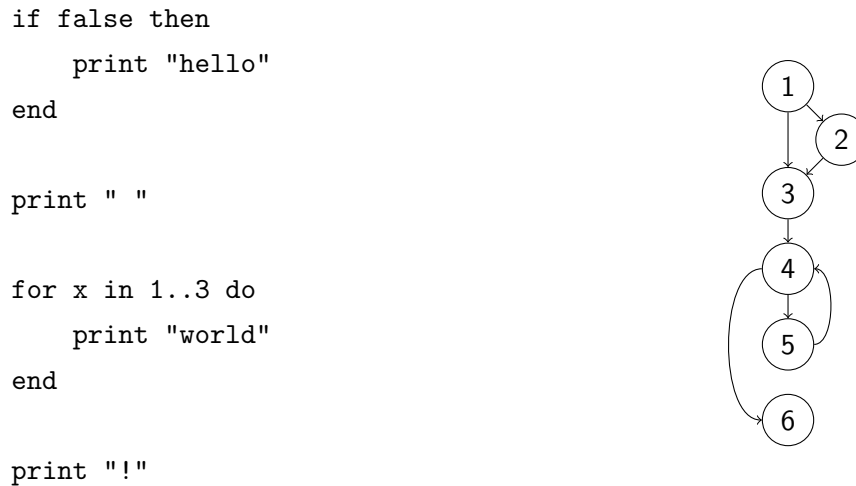 if false then
    print "hello"
end
print " "
for x in 1..3 do
    print "world"
end
print "!"
1
2
3
4
5
6